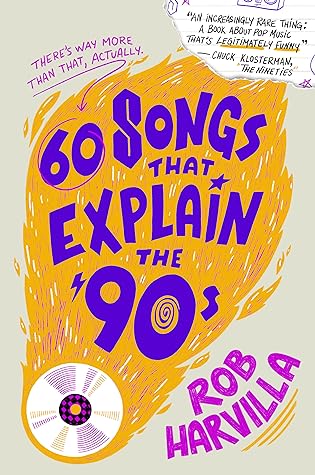 "AN INCREASINGLY RARE THING:
A BOOK ABOUT POP MUSIC
THAT'S LEGITIMATELY FUNNY."
CHUCK KLOSTERMAN,
THE NINETIES
THERE'S WAY MORE
THAN THAT, ACTUALLY.
60 SONGS
THAT
EXPLAIN
THE
'90s
ROB
HARVILLA